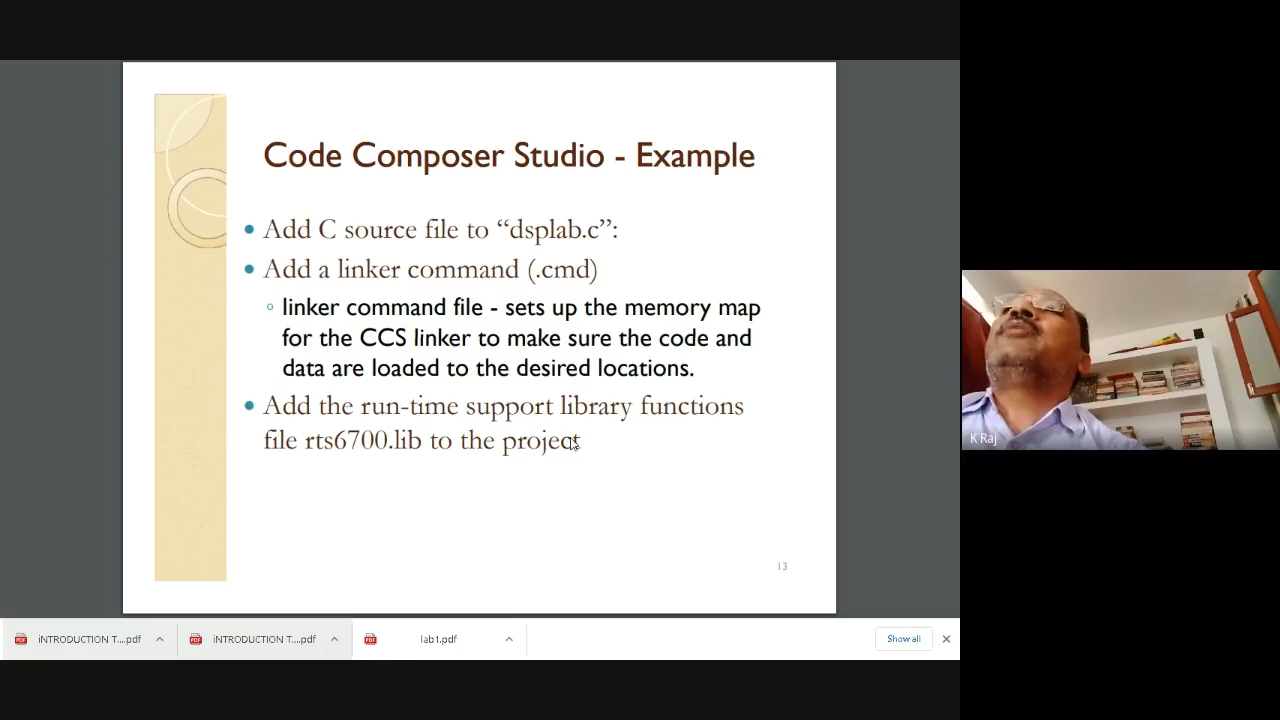 Code Composer Studio - Example
• Add C source file to “dsplab.c”:
• Add a linker command (.cmd)
◦ linker command file - sets up the memory map
for the CCS linker to make sure the code and
data are loaded to the desired locations.
• Add the run-time support library functions
file rts6700.lib to the project
13
K Raj
iNTRODUCTION T....pdf
iNTRODUCTION T....pdf
lab1.pdf
Show all